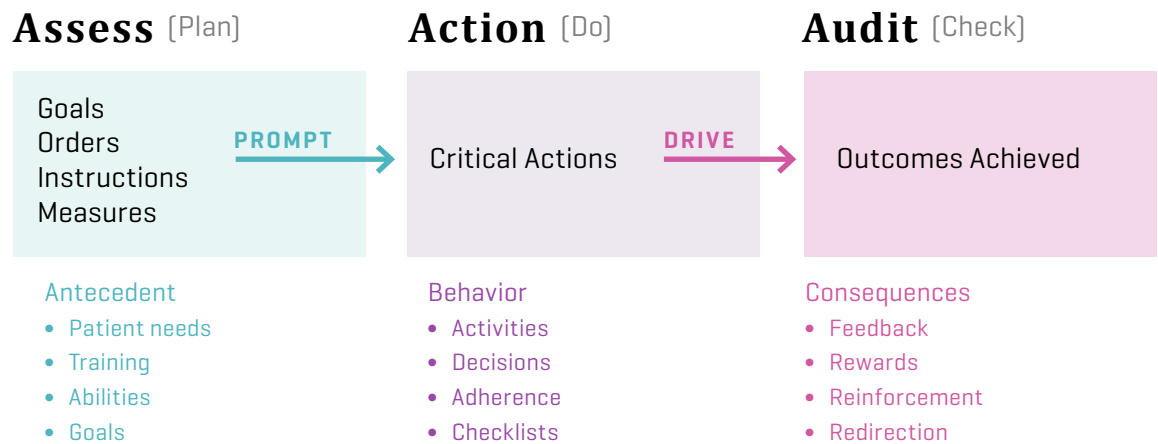 Assess (Plan)
Goals
Orders
Instructions
Measures
PROMPT
Antecedent
• Patient needs
• Training
• Abilities
• Goals
Action (Do)
Critical Actions
DRIVE
Behavior
• Activities
• Decisions
• Adherence
• Checklists
Audit (Check)
Outcomes Achieved
Consequences
• Feedback
• Rewards
• Reinforcement
• Redirection